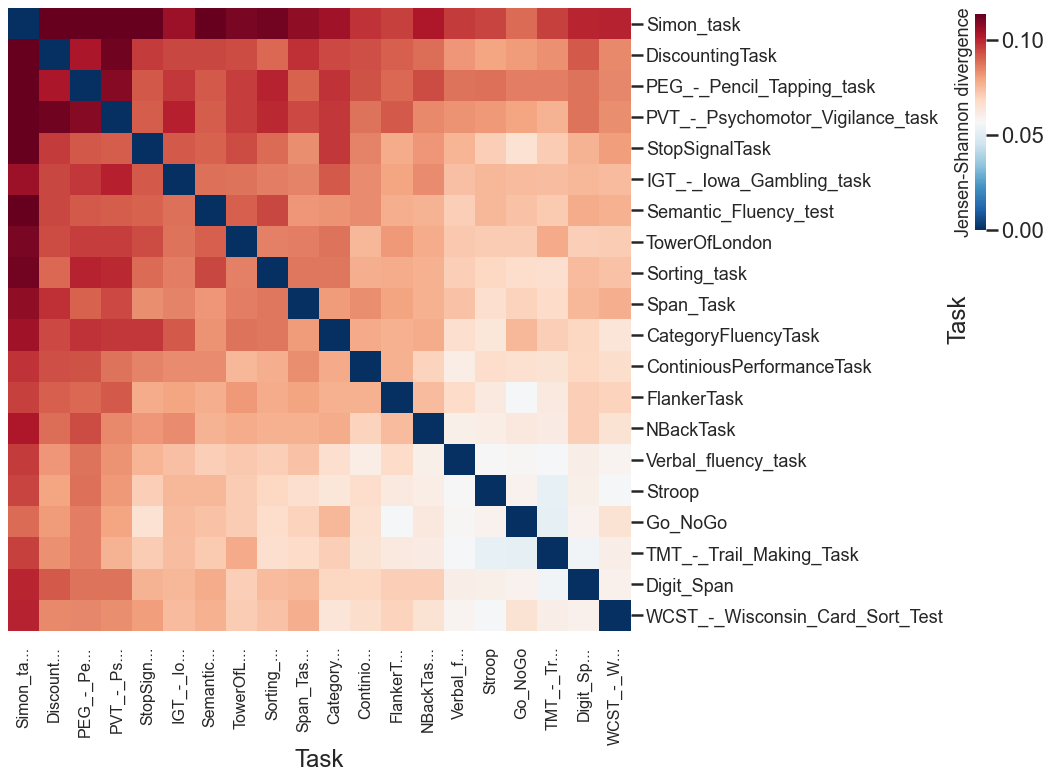 Simon_task
DiscountingTask
PEG_-_Pencil_Tapping_task
PVT_-_Psychomotor_Vigilance_task
StopSignalTask
IGT_-_Iowa_Gambling_task
Semantic_Fluency_test
TowerOfLondon
Sorting_task
Span_Task
CategoryFluencyTask
ContiniousPerformanceTask
FlankerTask
NBackTask
Verbal_fluency_task
Stroop
Go_NoGo
TMT_-_Trail_Making_Task
Digit_Span
WCST_-_Wisconsin_Card_Sort_Test
Task
Jensen-Shannon divergence
0.10
0.05
0.00
Simon_ta...
Discount...
PEG_-_Pe...
PVT_-_Ps...
StopSign...
IGT_-_Io...
Semantic...
TowerOfL...
Sorting_...
Span_Tas...
Category...
Continio...
FlankerT...
NBackTas...
Verbal_f...
Stroop
Go_NoGo
TMT_-_Tr...
Digit_Sp...
WCST_-_W...
Task